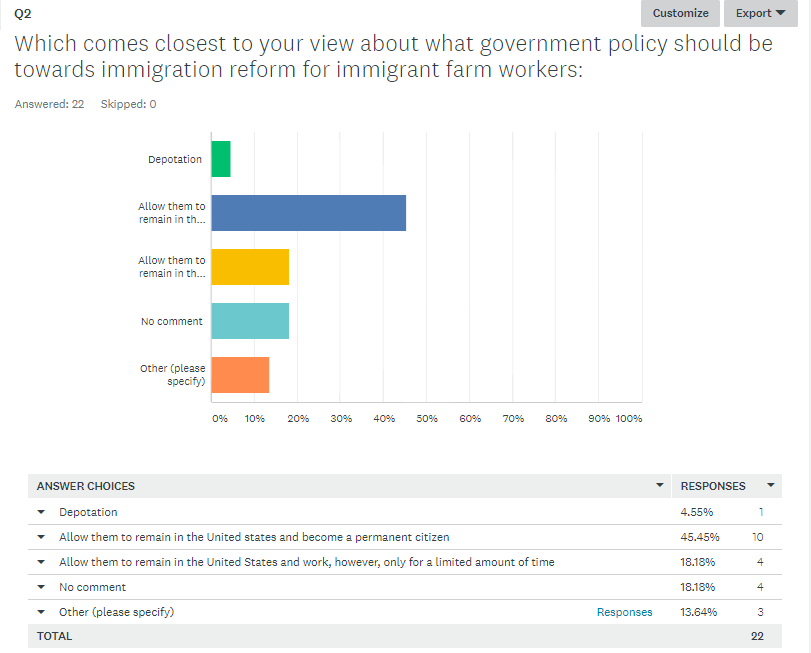 Q2
Customize
Export
Which comes closest to your view about what government policy should be
towards immigration reform for immigrant farm workers:
Answered: 22 Skipped: 0
Depotation
Allow them to
remain in th...
Allow them to
remain in th...
No comment
Other (please
specify)
0% 10% 20% 30% 40% 50% 60% 70% 80% 90% 100%
ANSWER CHOICES RESPONSES
Depotation 4.55% 1
Allow them to remain in the United states and become a permanent citizen 45.45% 10
Allow them to remain in the United States and work, however, only for a limited amount of time 18.18% 4
No comment 18.18% 4
Other (please specify) Responses 13.64% 3
TOTAL 22